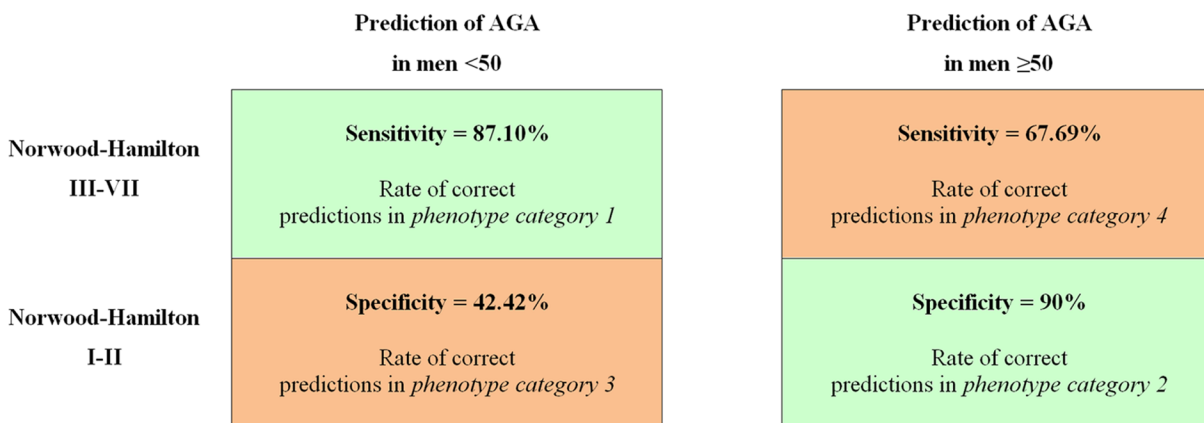 Prediction of AGA
in men <50
Prediction of AGA
in men ≥50
Norwood-Hamilton
III-VII
Sensitivity = 87.10%
Rate of correct
predictions in phenotype category 1
Sensitivity = 67.69%
Rate of correct
predictions in phenotype category 4
Norwood-Hamilton
I-II
Specificity = 42.42%
Rate of correct
predictions in phenotype category 3
Specificity = 90%
Rate of correct
predictions in phenotype category 2